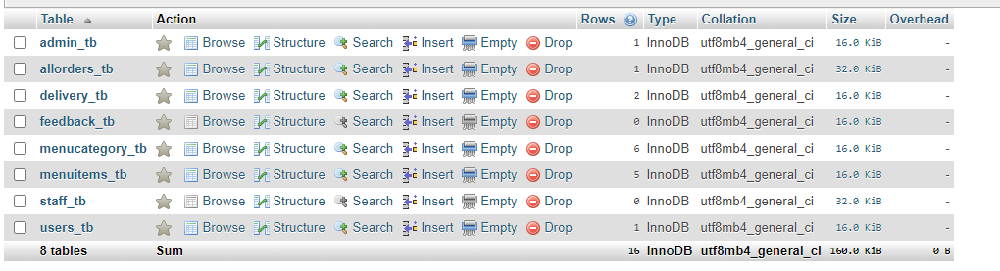 Table Action Rows Type Collation Size Overhead
admin_tb Browse Structure Search Insert Empty Drop 1 InnoDB utf8mb4_general_ci 16.0 KiB -
allorders_tb Browse Structure Search Insert Empty Drop 1 InnoDB utf8mb4_general_ci 32.0 KiB -
delivery_tb Browse Structure Search Insert Empty Drop 2 InnoDB utf8mb4_general_ci 16.0 KiB -
feedback_tb Browse Structure Search Insert Empty Drop 0 InnoDB utf8mb4_general_ci 16.0 KiB -
menucategory_tb Browse Structure Search Insert Empty Drop 6 InnoDB utf8mb4_general_ci 16.0 KiB -
menuitems_tb Browse Structure Search Insert Empty Drop 5 InnoDB utf8mb4_general_ci 16.0 KiB -
staff_tb Browse Structure Search Insert Empty Drop 0 InnoDB utf8mb4_general_ci 32.0 KiB -
users_tb Browse Structure Search Insert Empty Drop 1 InnoDB utf8mb4_general_ci 16.0 KiB -
8 tables Sum 16 InnoDB utf8mb4_general_ci 160.0 KiB 0 B